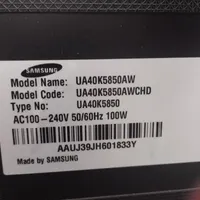 SAMSUNG
Model Name: UA40K5850AW
Model Code: UA40K5850AWCHD
Type No: UA40K5850
AC100~240V 50/60Hz 100W
AAUJ39JH601833Y
Made by SAMSUNG